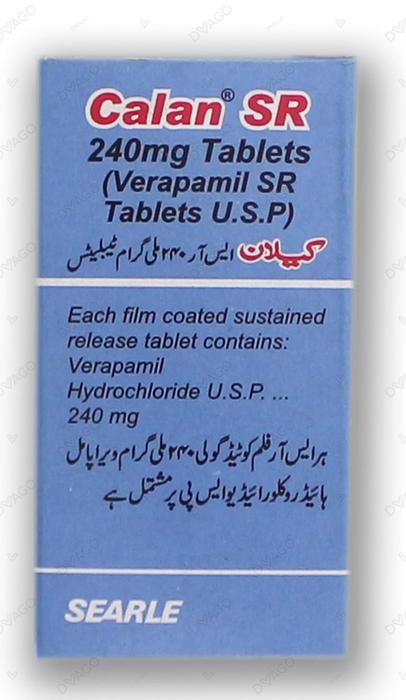 Calan® SR
240mg Tablets
(Verapamil SR
Tablets U.S.P)
کیلان ایس آر ۲۴۰ ملی گرام ٹیبلیٹس
Each film coated sustained
release tablet contains:
Verapamil
Hydrochloride U.S.P. ...
240 mg
ہر ایس آر فلم کوٹیڈ گولی ۲۴۰ ملی گرام ویراپامل
ہائیڈروکلورائیڈ یو ایس پی پر مشتمل ہے
SEARLE
DVAGO